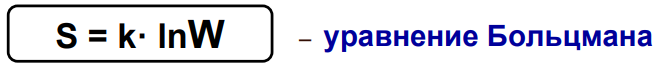 S = k· lnW – уравнение Больцмана